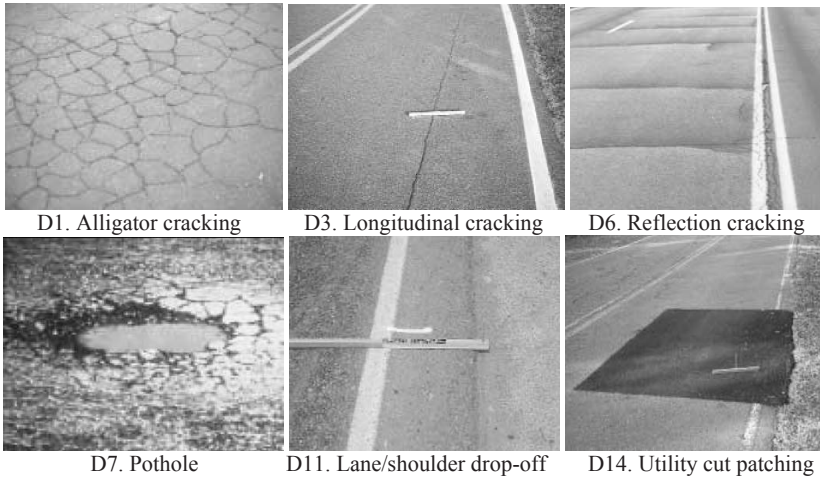 D1. Alligator cracking
D3. Longitudinal cracking
D6. Reflection cracking
D7. Pothole
D11. Lane/shoulder drop-off
D14. Utility cut patching